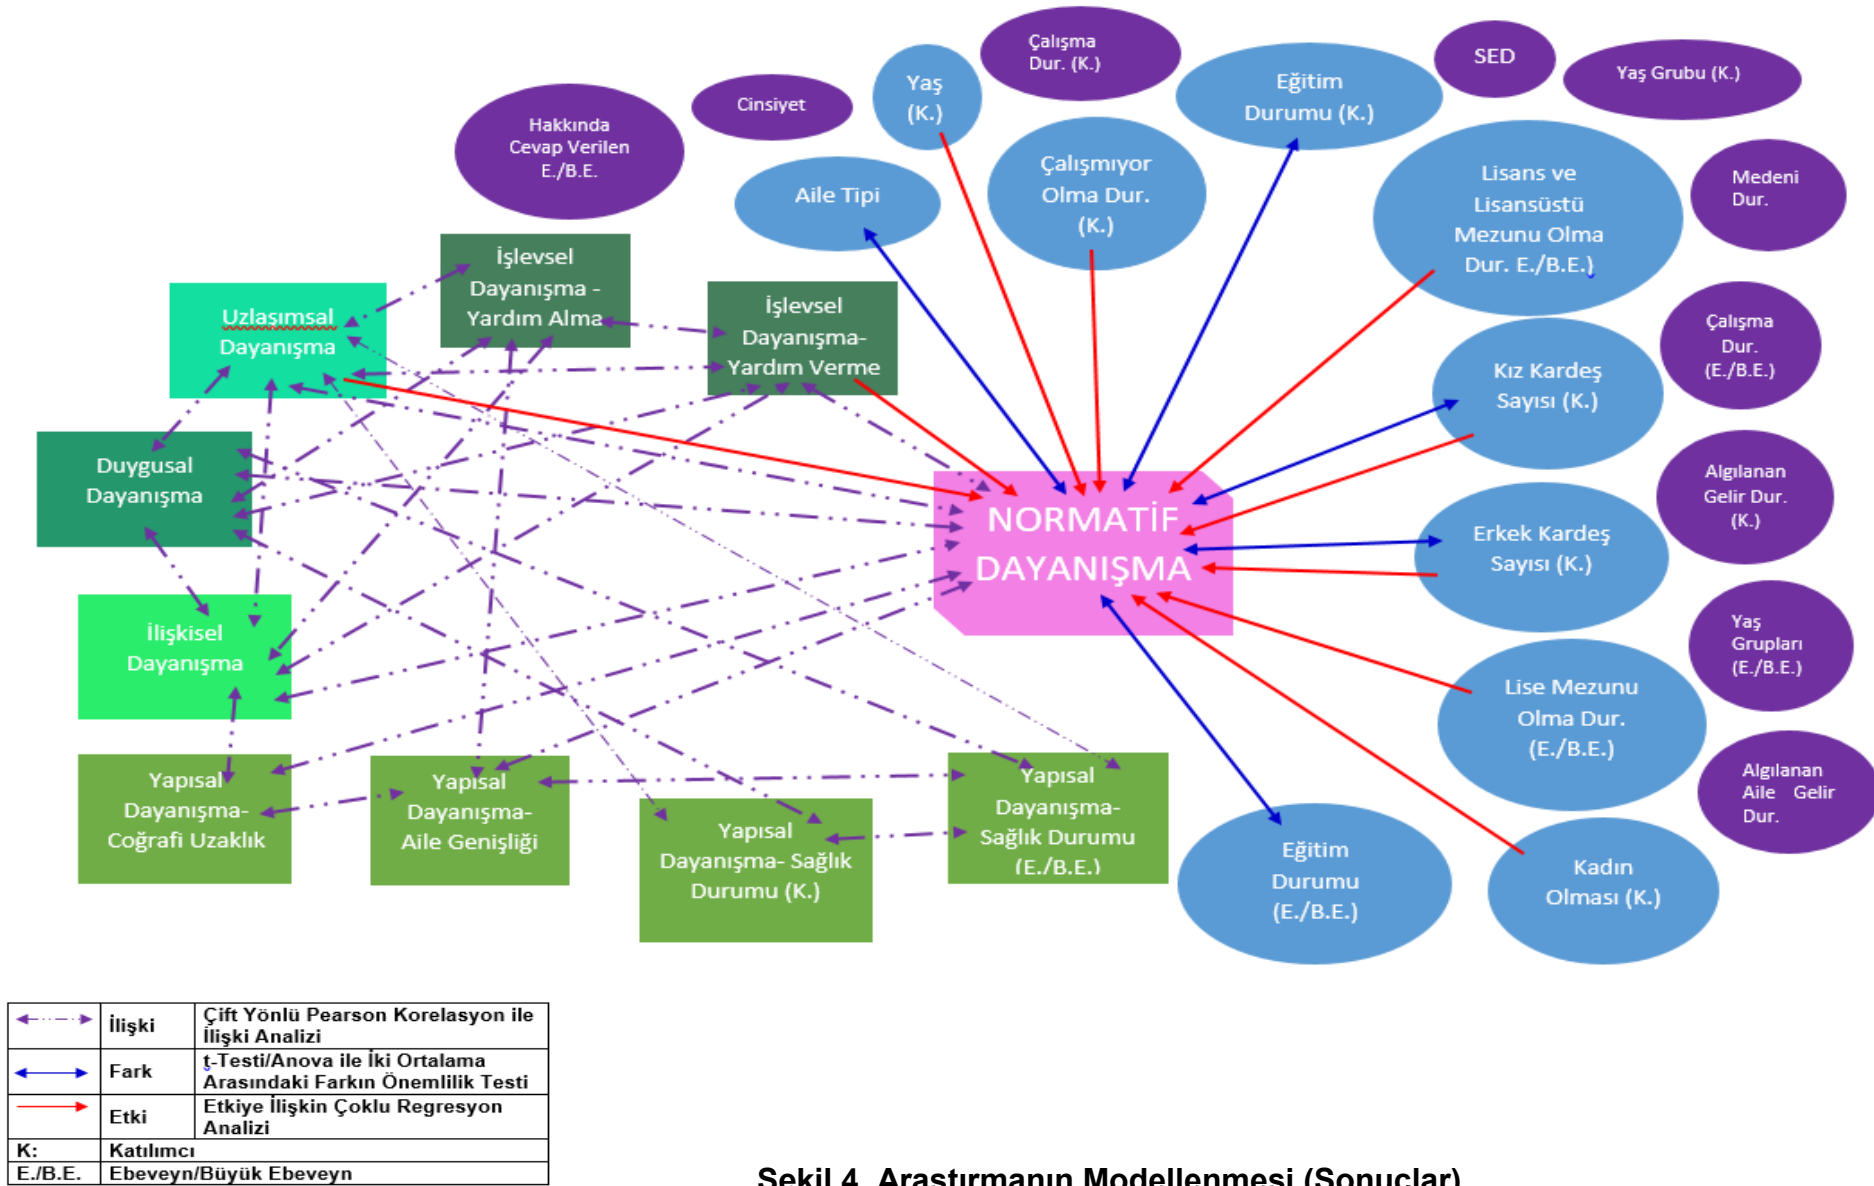 Çalışma
Dur. (K.)
SED
Yaş Grubu (K.)
Yaş
(K.)
Eğitim
Durumu (K.)
Cinsiyet
Hakkında
Cevap Verilen
E./B.E.
Çalışmıyor
Olma Dur.
(K.)
Aile Tipi
Lisans ve
Lisansüstü
Mezunu Olma
Dur. E./B.E.)
Medeni
Dur.
İşlevsel
Dayanışma -
Yardım Alma
İşlevsel
Dayanışma-
Yardım Verme
Uzlaşımsal
Dayanışma
Çalışma
Dur.
(E./B.E.)
Kız Kardeş
Sayısı (K.)
Duygusal
Dayanışma
Algılanan
Gelir Dur.
(K.)
NORMATİF
DAYANIŞMA
Erkek Kardeş
Sayısı (K.)
İlişkisel
Dayanışma
Yaş
Grupları
(E./B.E.)
Lise Mezunu
Olma Dur.
(E./B.E.)
Yapısal
Dayanışma-
Coğrafi Uzaklık
Yapısal
Dayanışma-
Aile Genişliği
Yapısal
Dayanışma- Sağlık
Durumu (K.)
Yapısal
Dayanışma-
Sağlık Durumu
(E./B.E.)
Algılanan
Aile Gelir
Dur.
Eğitim
Durumu
(E./B.E.)
Kadın
Olması (K.)
İlişki
Çift Yönlü Pearson Korelasyon ile
İlişki Analizi
Fark
t-Testi/Anova ile İki Ortalama
Arasındaki Farkın Önemlilik Testi
Etki
Etkiye İlişkin Çoklu Regresyon
Analizi
K: Katılımcı
E./B.E. Ebeveyn/Büyük Ebeveyn
Şekil 4. Araştırmanın Modellenmesi (Sonuçlar)